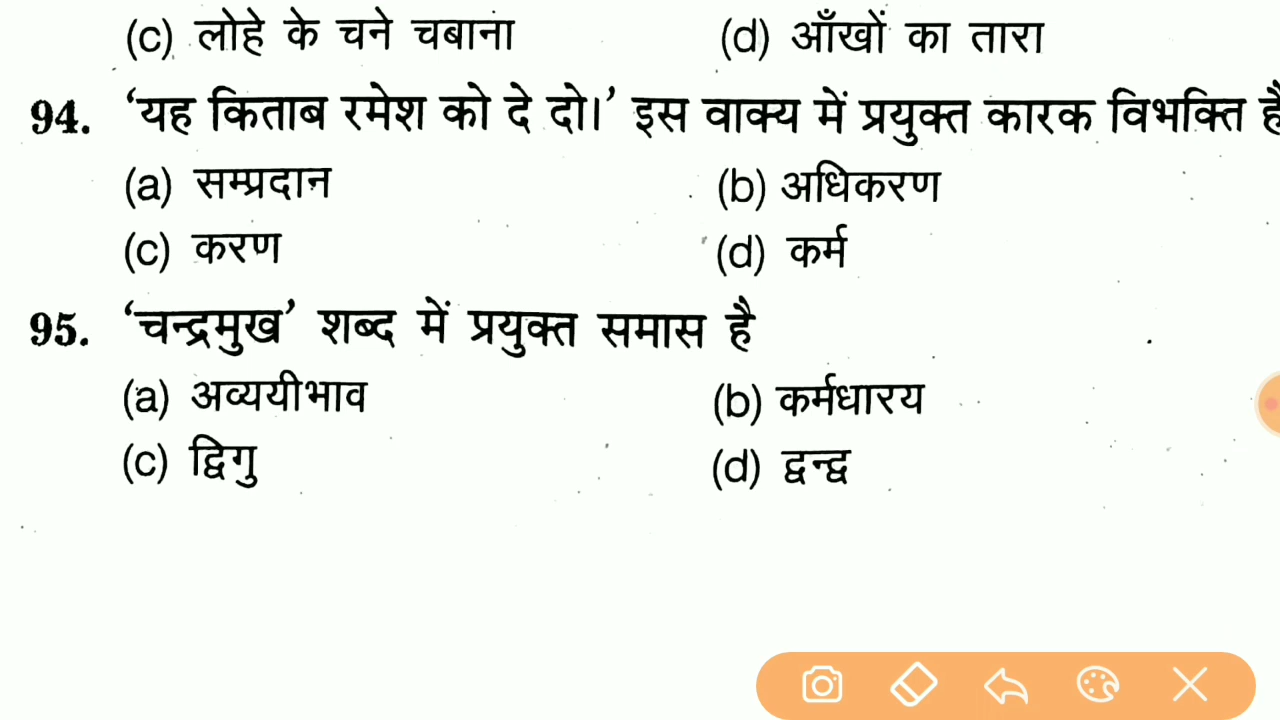 (c) लोहे के चने चबाना (d) आँखों का तारा
94. ‘यह किताब रमेश को दे दो।’ इस वाक्य में प्रयुक्त कारक विभक्ति है
(a) सम्प्रदान (b) अधिकरण
(c) करण (d) कर्म
95. ‘चन्द्रमुख’ शब्द में प्रयुक्त समास है
(a) अव्ययीभाव (b) कर्मधारय
(c) द्विगु (d) द्वन्द्व